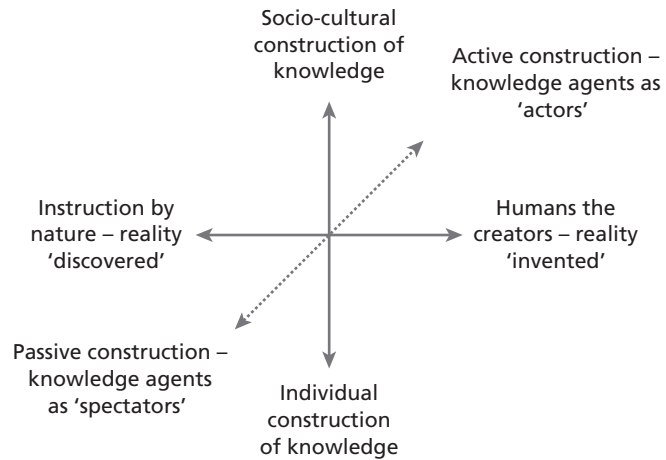 Socio-cultural
construction of
knowledge
Active construction –
knowledge agents as
'actors'
Instruction by
nature – reality
'discovered'
Humans the
creators – reality
'invented'
Passive construction –
knowledge agents
as 'spectators'
Individual
construction
of knowledge